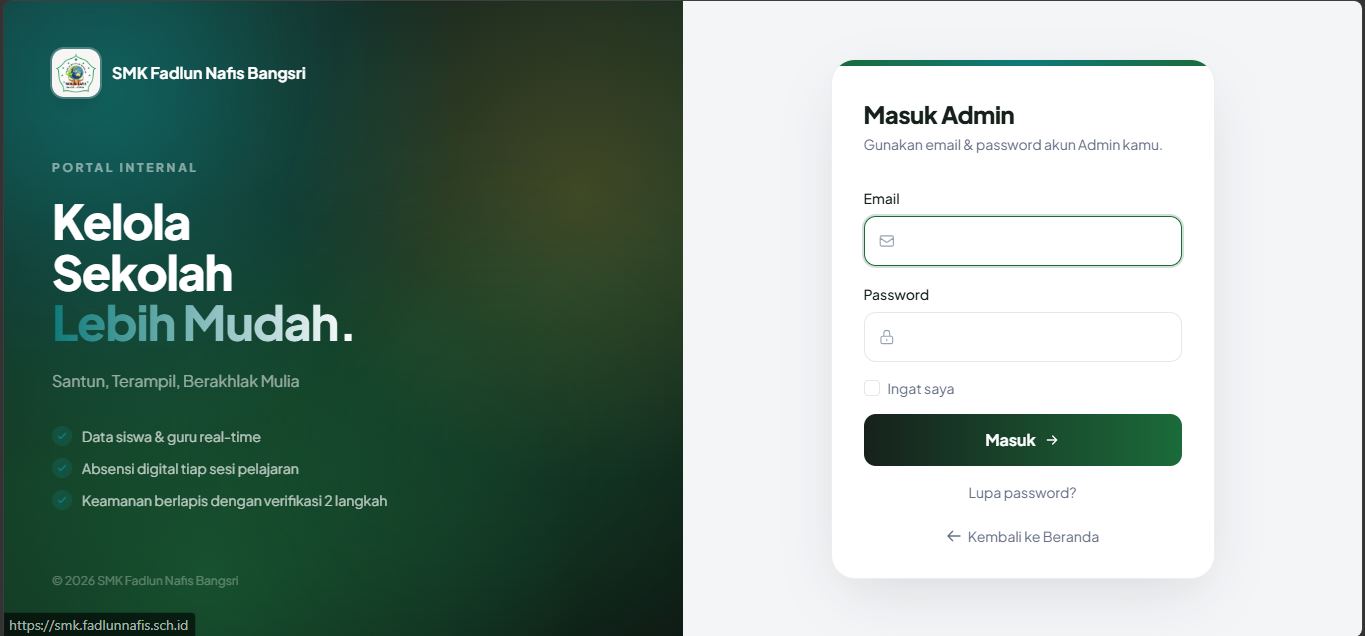 SMK Fadlun Nafis Bangsri
PORTAL INTERNAL
Kelola
Sekolah
Lebih Mudah.
Santun, Terampil, Berakhlak Mulia
Data siswa & guru real-time
Absensi digital tiap sesi pelajaran
Keamanan berlapis dengan verifikasi 2 langkah
© 2026 SMK Fadlun Nafis Bangsri
https://smk.fadlunnafis.sch.id
Masuk Admin
Gunakan email & password akun Admin kamu.
Email
Password
Ingat saya
Masuk →
Lupa password?
← Kembali ke Beranda